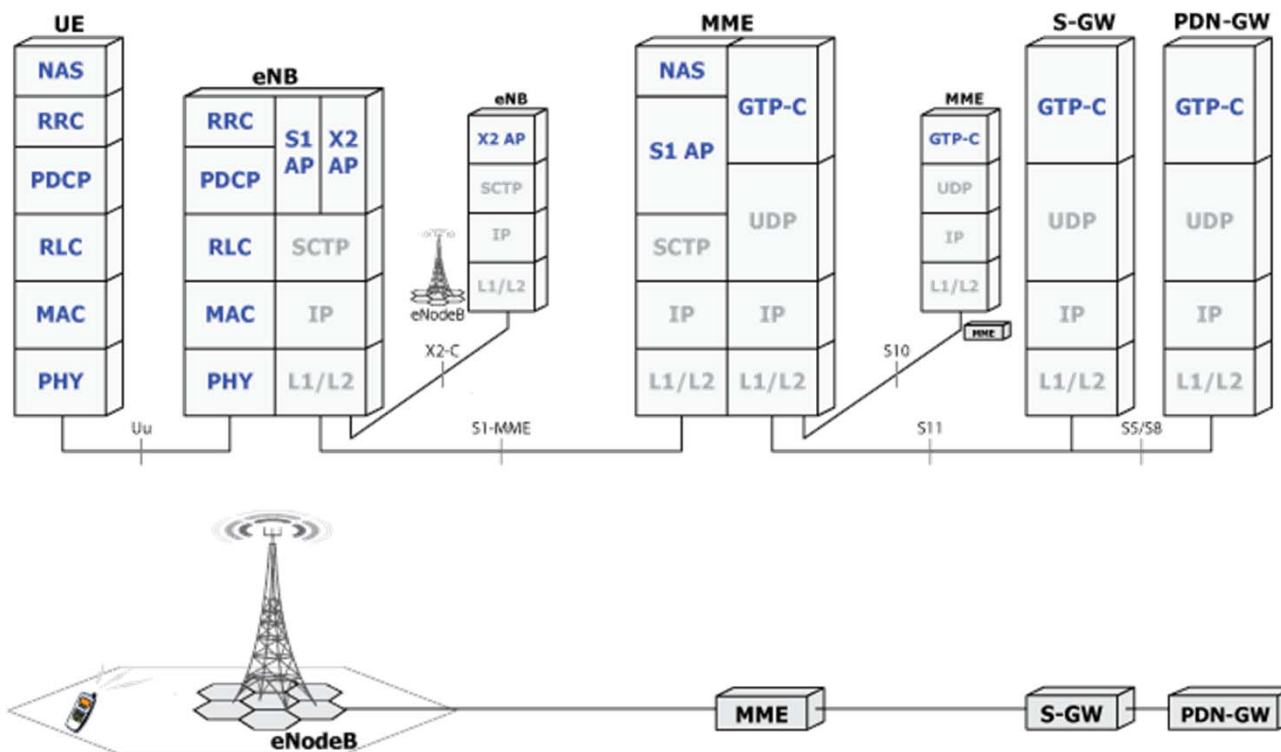 UE
NAS
RRC
PDCP
RLC
MAC
PHY
eNB
RRC
PDCP
RLC
MAC
PHY
S1
AP
X2
AP
SCTP
IP
L1/L2
eNB
X2 AP
SCTP
IP
L1/L2
eNodeB
MME
NAS
S1 AP
SCTP
IP
L1/L2
GTP-C
UDP
IP
L1/L2
MME
GTP-C
UDP
IP
L1/L2
MME
S-GW
GTP-C
UDP
IP
L1/L2
PDN-GW
GTP-C
UDP
IP
L1/L2
Uu
X2-C
S1-MME
S10
S11
S5/S8
eNodeB
MME
S-GW
PDN-GW